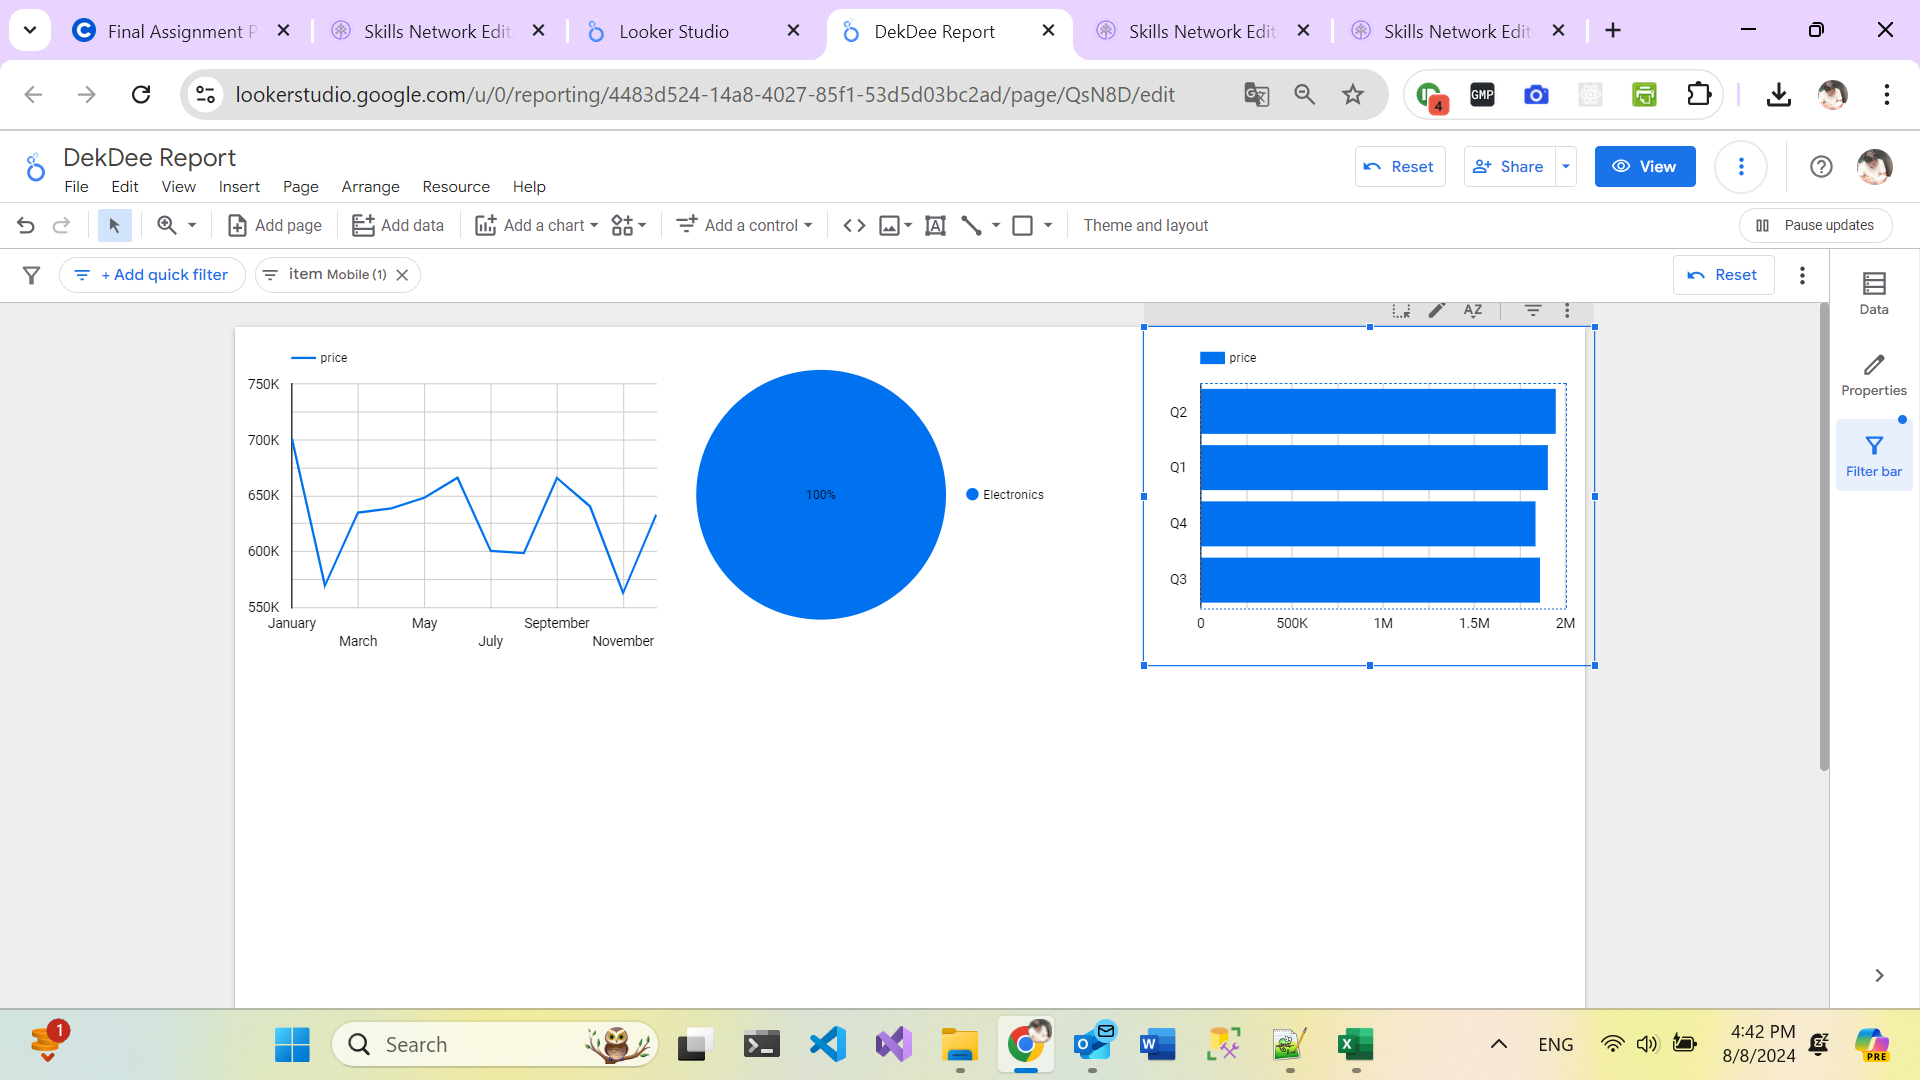 Final Assignment P
Skills Network Edit
Looker Studio
DekDee Report
Skills Network Edit
Skills Network Edit
lookerstudio.google.com/u/0/reporting/4483d524-14a8-4027-85f1-53d5d03bc2ad/page/QsN8D/edit
4
GMP
DekDee Report
File Edit View Insert Page Arrange Resource Help
Reset
Share
View
Add page
Add data
Add a chart
Add a control
Theme and layout
Pause updates
+ Add quick filter
item Mobile (1)
Reset
Data
Properties
Filter bar
price
750K
700K
650K
600K
550K
January
March
May
July
September
November
100%
Electronics
price
Q2
Q1
Q4
Q3
0 500K 1M 1.5M 2M
1
Search
ENG
4:42 PM
8/8/2024
PRE